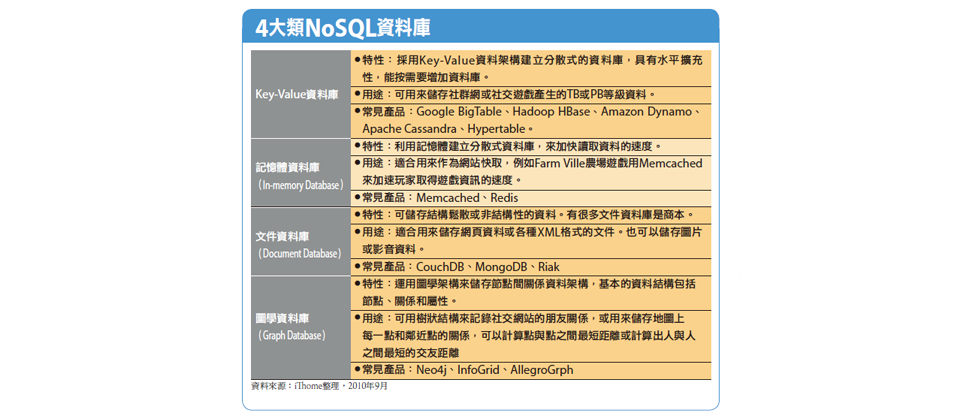 4大類NoSQL資料庫
Key-Value資料庫
●特性：採用Key-Value資料架構建立分散式的資料庫，具有水平擴充
性，能按需要增加資料庫。
●用途：可用來儲存社群網或社交遊戲產生的TB或PB等級資料。
●常見產品：Google BigTable、Hadoop HBase、Amazon Dynamo、
Apache Cassandra、Hypertable。
記憶體資料庫
（In-memory Database）
●特性：利用記憶體建立分散式資料庫，來加快讀取資料的速度。
●用途：適合用來作為網站快取，例如Farm Ville農場遊戲用Memcached
來加速玩家取得遊戲資訊的速度。
●常見產品：Memcached、Redis
文件資料庫
（Document Database）
●特性：可儲存結構鬆散或非結構性的資料。有很多文件資料庫是商本。
●用途：適合用來儲存網頁資料或各種XML格式的文件。也可以儲存圖片
或影音資料。
●常見產品：CouchDB、MongoDB、Riak
圖學資料庫
（Graph Database）
●特性：運用圖學架構來儲存節點間關係資料架構，基本的資料結構包括
節點、關係和屬性。
●用途：可用樹狀結構來記錄社交網站的朋友關係，或用來儲存地圖上
每一點和鄰近點的關係，可以計算點與點之間最短距離或計算出人與人
之間最短的交友距離
●常見產品：Neo4j、InfoGrid、AllegroGrph
資料來源：iThome整理，2010年9月